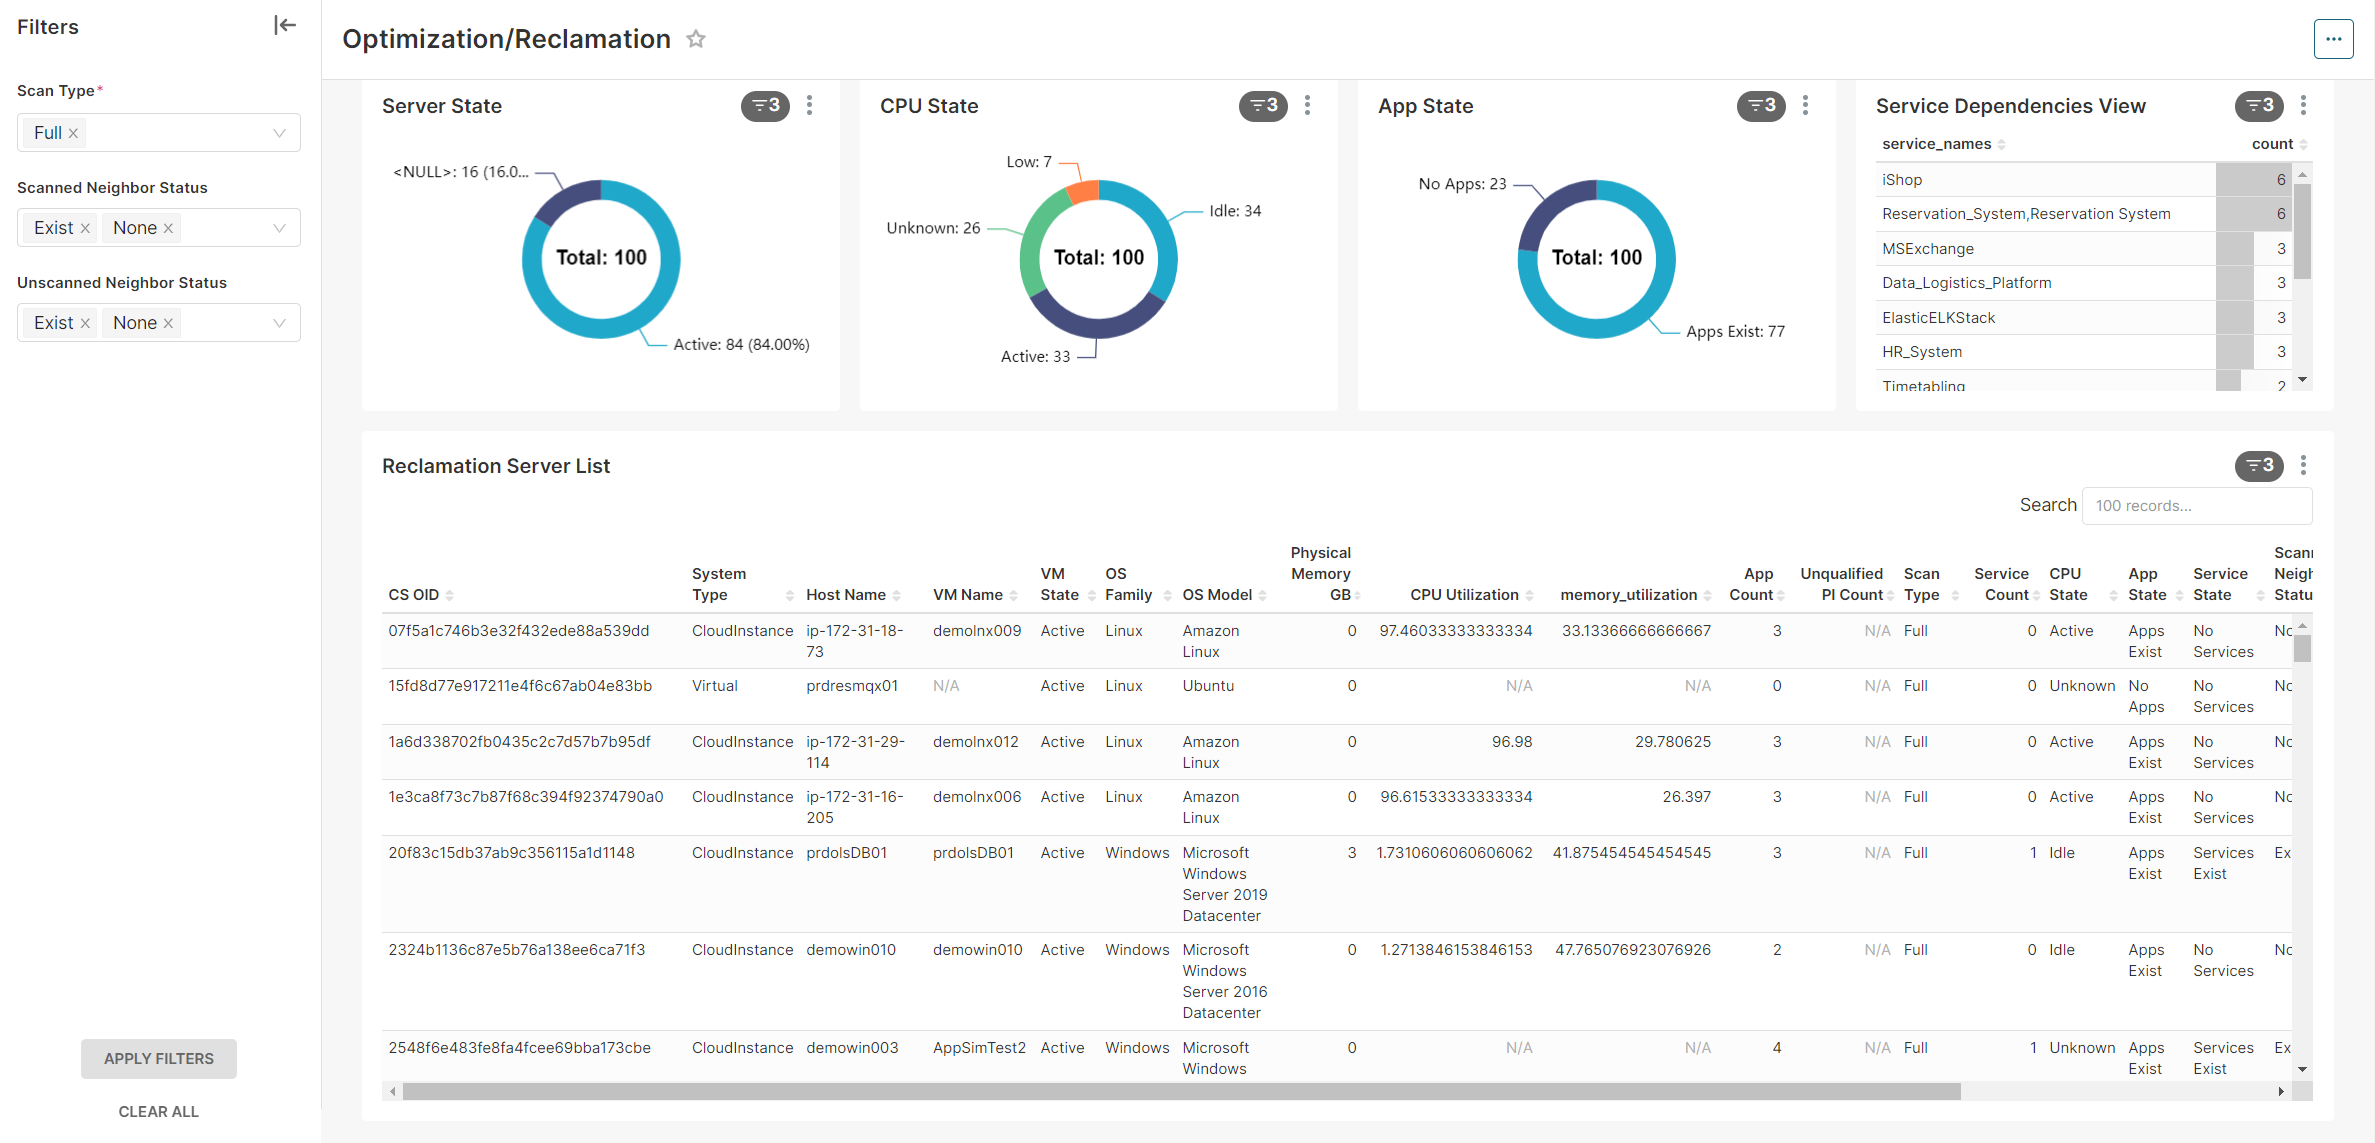 Filters
Scan Type*
Full ×
Scanned Neighbor Status
Exist × None ×
Unscanned Neighbor Status
Exist × None ×
APPLY FILTERS
CLEAR ALL
Optimization/Reclamation
...
Server State
3
<NULL>: 16 (16.0...
Total: 100
Active: 84 (84.00%)
CPU State
3
Low: 7
Idle: 34
Unknown: 26
Total: 100
Active: 33
App State
3
No Apps: 23
Total: 100
Apps Exist: 77
Service Dependencies View
3
service_names count
iShop 6
Reservation_System,Reservation System 6
MSExchange 3
Data_Logistics_Platform 3
ElasticELKStack 3
HR_System 3
Timetabling 2
Reclamation Server List
3
Search 100 records...
Physical Scann
System VM OS Memory App Unqualified Scan Service CPU App Service Neigh
CS OID Type Host Name VM Name State Family OS Model GB CPU Utilization memory_utilization Count PI Count Type Count State State State Statu
07f5a1c746b3e32f432ede88a539dd CloudInstance ip-172-31-18- demolnx009 Active Linux Amazon 0 97.46033333333334 33.13366666666667 3 N/A Full 0 Active Apps No No
73 Linux Exist Services
15fd8d77e917211e4f6c67ab04e83bb Virtual prdresmqx01 N/A Active Linux Ubuntu 0 N/A N/A 0 N/A Full 0 Unknown No No No
Apps Services
1a6d338702fb0435c2c7d57b7b95df CloudInstance ip-172-31-29- demolnx012 Active Linux Amazon 0 96.98 29.780625 3 N/A Full 0 Active Apps No No
114 Linux Exist Services
1e3ca8f73c7b87f68c394f92374790a0 CloudInstance ip-172-31-16- demolnx006 Active Linux Amazon 0 96.61533333333334 26.397 3 N/A Full 0 Active Apps No No
205 Linux Exist Services
20f83c15db37ab9c356115a1d1148 CloudInstance prdolsDB01 prdolsDB01 Active Windows Microsoft 3 1.7310606060606062 41.875454545454545 3 N/A Full 1 Idle Apps Services Ex
Windows Exist Exist
Server 2019
Datacenter
2324b1136c87e5b76a138ee6ca71f3 CloudInstance demowin010 demowin010 Active Windows Microsoft 0 1.2713846153846153 47.765076923076926 2 N/A Full 0 Idle Apps No No
Windows Exist Services
Server 2016
Datacenter
2548f6e483fe8fa4fcee69bba173cbe CloudInstance demowin003 AppSimTest2 Active Windows Microsoft 0 N/A N/A 4 N/A Full 1 Unknown Apps Services Ex
Windows Exist Exist